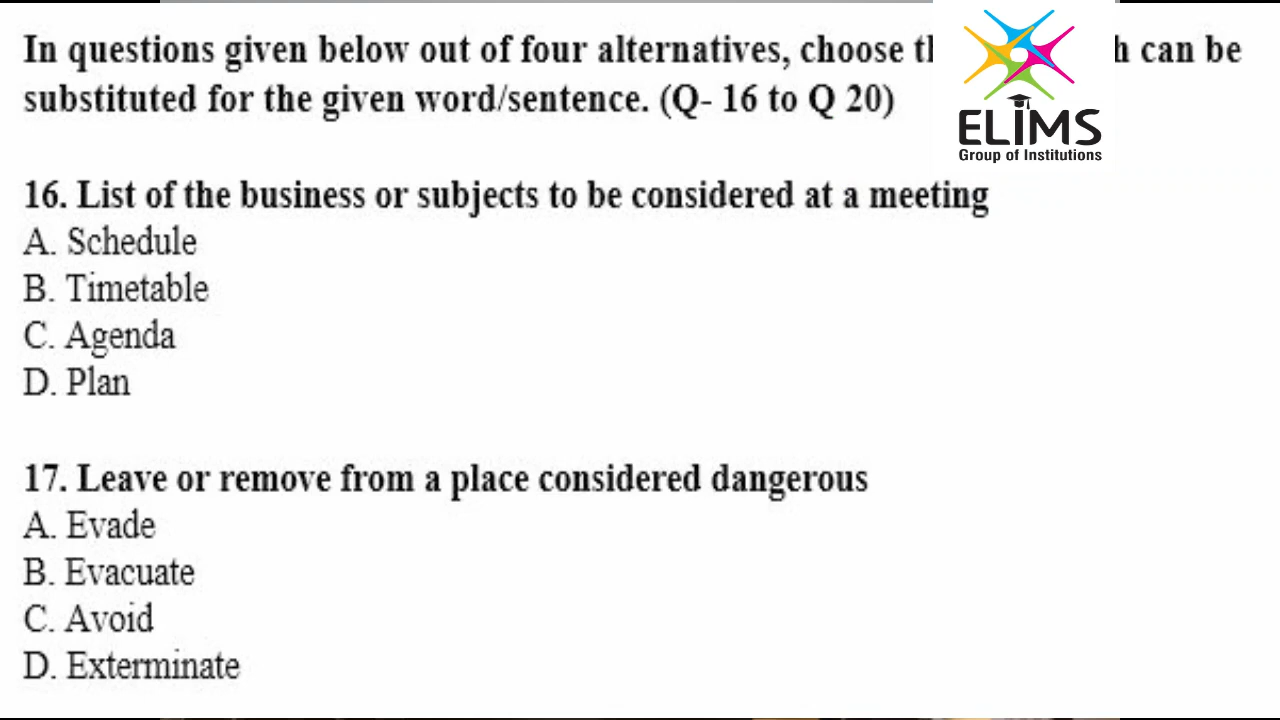 In questions given below out of four alternatives, choose can be
substituted for the given word/sentence. (Q- 16 to Q 20)
ELIMS
Group of Institutions
16. List of the business or subjects to be considered at a meeting
A. Schedule
B. Timetable
C. Agenda
D. Plan
17. Leave or remove from a place considered dangerous
A. Evade
B. Evacuate
C. Avoid
D. Exterminate